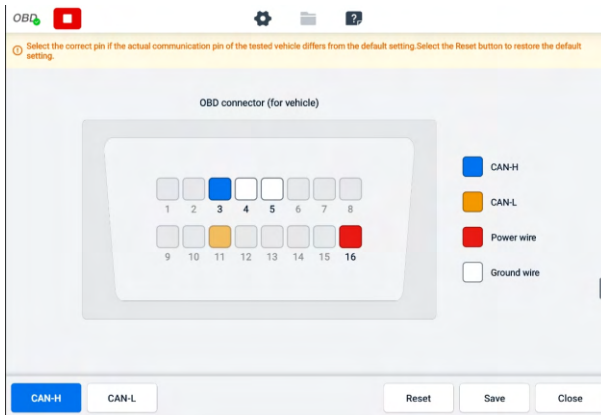 OBD
?
Select the correct pin if the actual communication pin of the tested vehicle differs from the default setting.Select the Reset button to restore the default
setting.
OBD connector (for vehicle)
1 2 3 4 5 6 7 8
9 10 11 12 13 14 15 16
CAN-H
CAN-L
Power wire
Ground wire
CAN-H CAN-L Reset Save Close